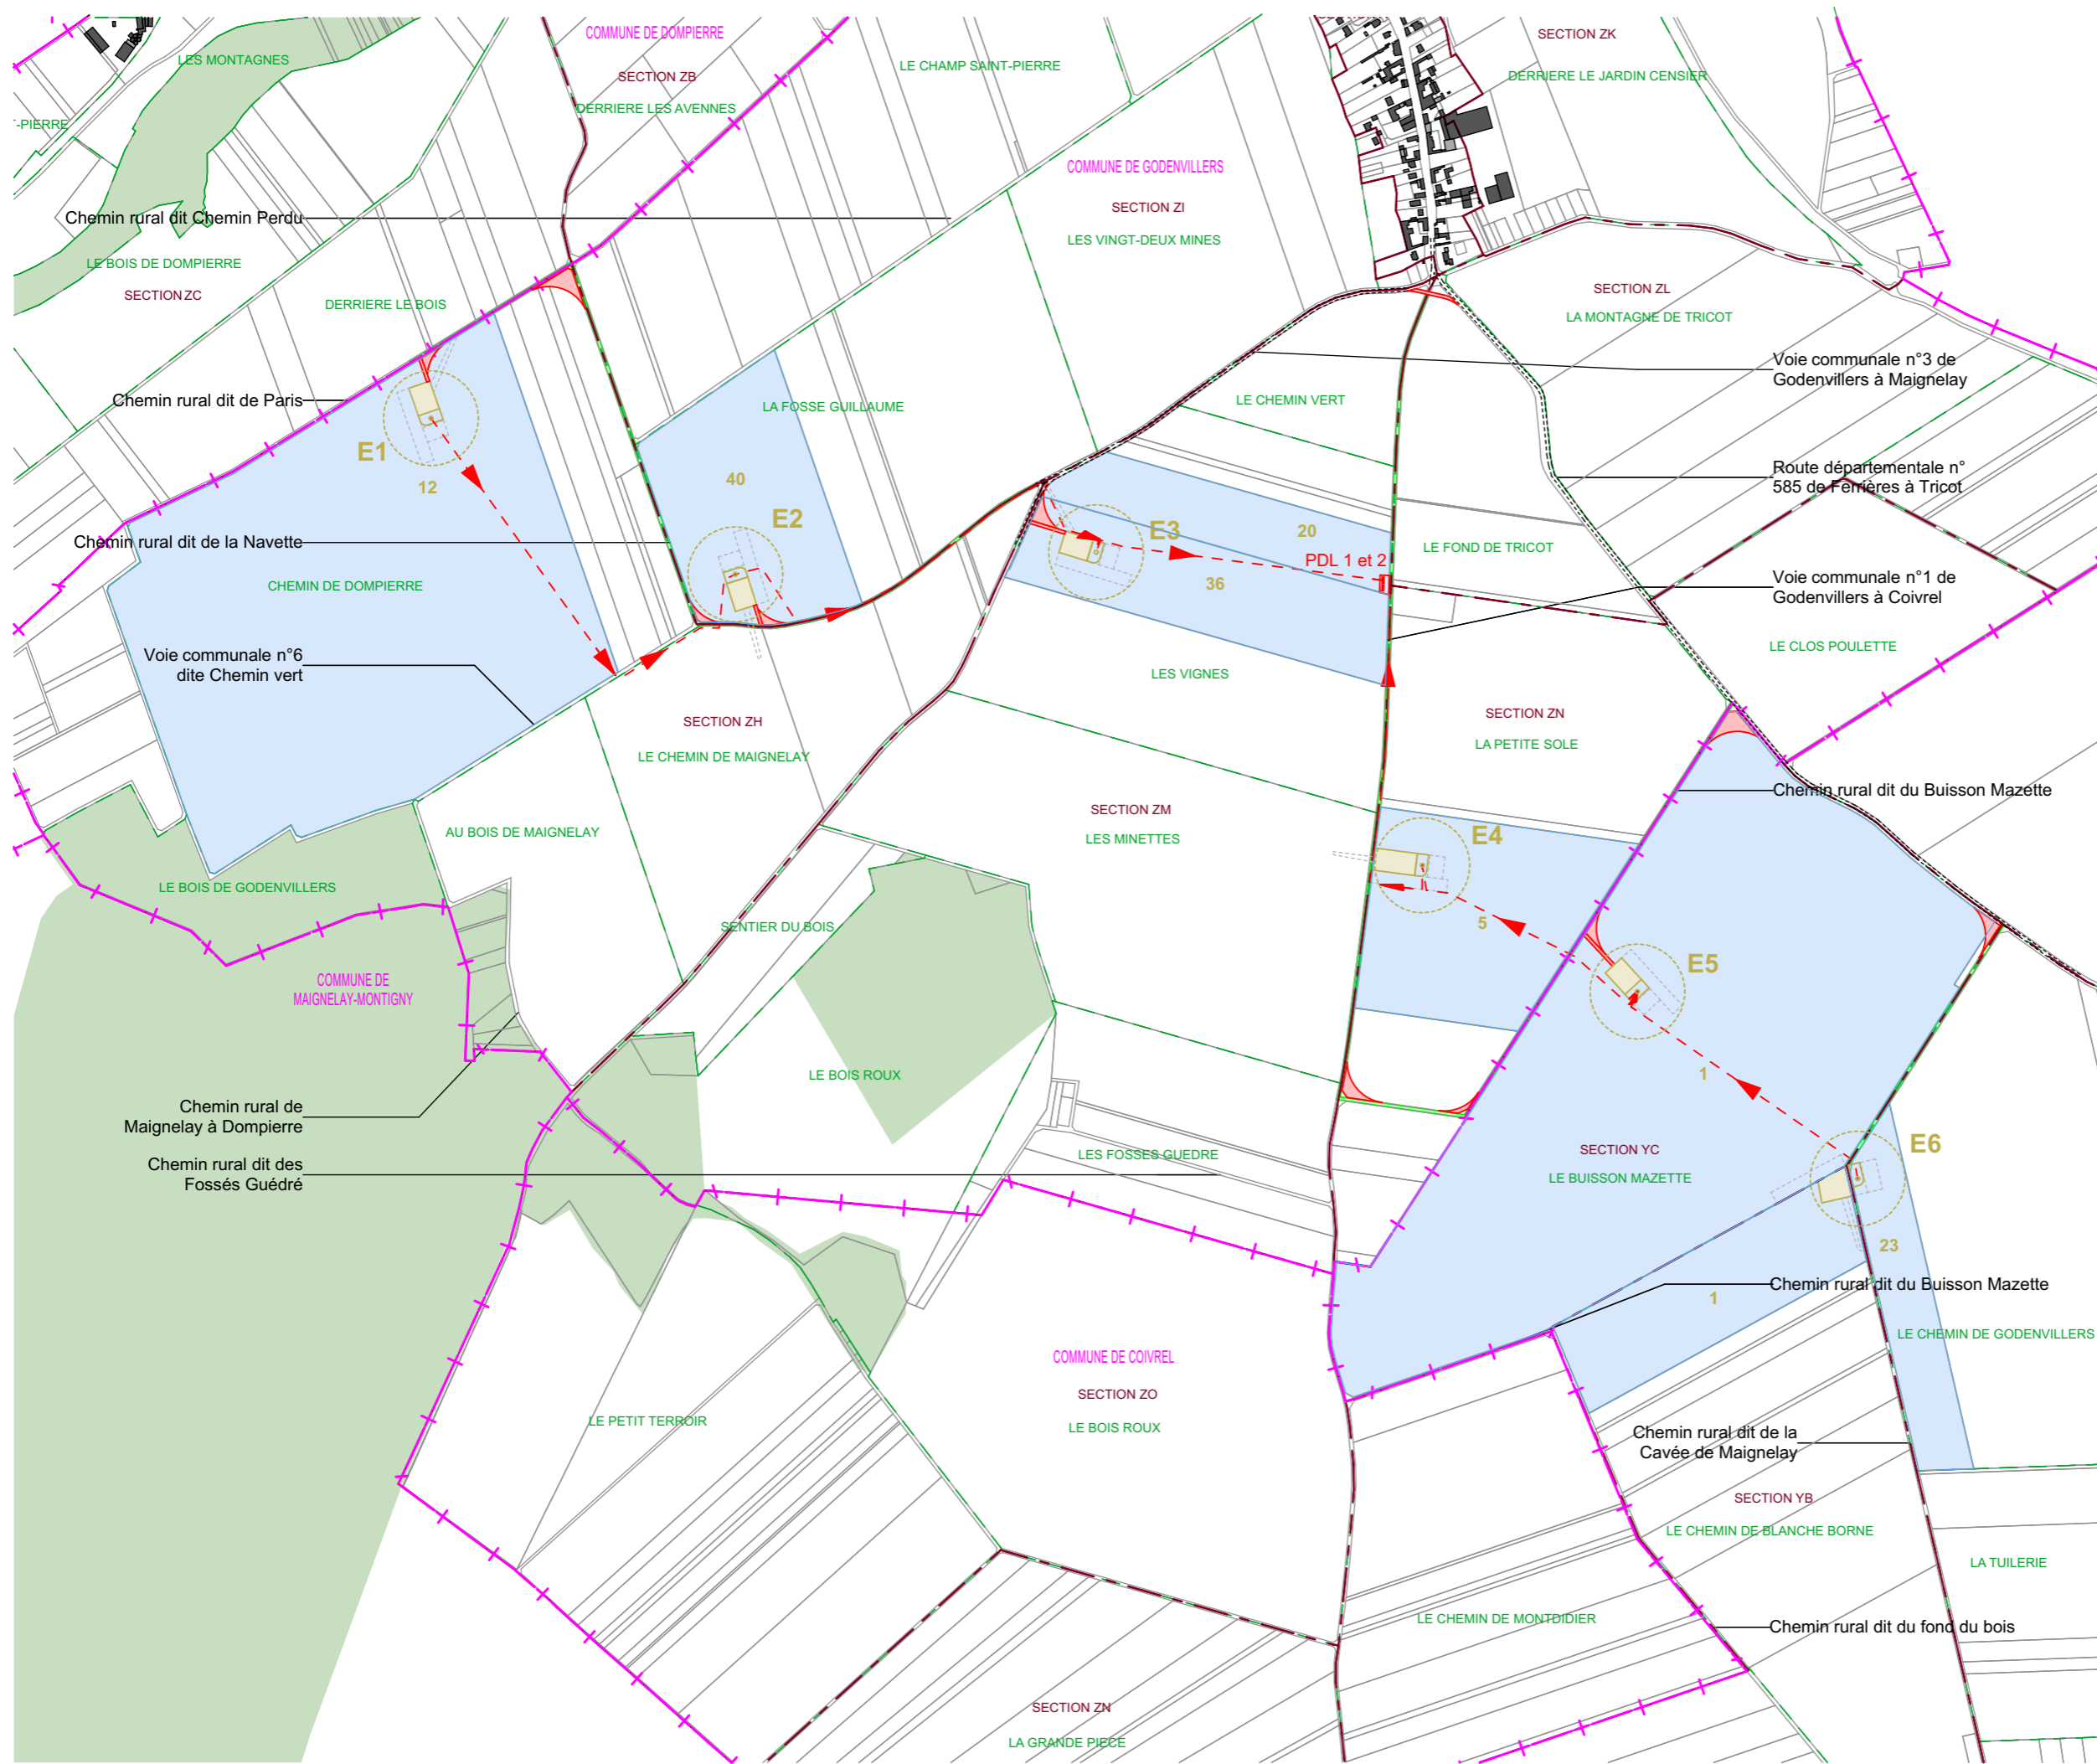 COMMUNE DE DOMPIERRE
SECTION ZK
LES MONTAGNES
LE CHAMP SAINT-PIERRE
SECTION ZB
DERRIERE LE JARDIN CENSIER
DERRIERE LES AVENNES
T-PIERRE
COMMUNE DE GODENVILLERS
SECTION ZI
Chemin rural dit Chemin Perdu
LES VINGT-DEUX MINES
LE BOIS DE DOMPIERRE
SECTION ZC
SECTION ZL
DERRIERE LE BOIS
LA MONTAGNE DE TRICOT
Voie communale n°3 de
Godenvillers à Maignelay
Chemin rural dit de Paris
LE CHEMIN VERT
LA FOSSE GUILLAUME
E1
12
40
Route départementale n°
585 de Ferrières à Tricot
E2
E3
20
Chemin rural dit de la Navette
LE FOND DE TRICOT
PDL 1 et 2
36
CHEMIN DE DOMPIERRE
Voie communale n°1 de
Godenvillers à Coivrel
LE CLOS POULETTE
Voie communale n°6
dite Chemin vert
LES VIGNES
SECTION ZH
SECTION ZN
LE CHEMIN DE MAIGNELAY
LA PETITE SOLE
Chemin rural dit du Buisson Mazette
SECTION ZM
AU BOIS DE MAIGNELAY
LES MINETTES
E4
LE BOIS DE GODENVILLERS
SENTIER DU BOIS
5
E5
COMMUNE DE
MAIGNELAY-MONTIGNY
LE BOIS ROUX
1
Chemin rural de
Maignelay à Dompierre
E6
LES FOSSES GUEDRE
SECTION YC
Chemin rural dit des
Fossés Guédré
LE BUISSON MAZETTE
23
Chemin rural dit du Buisson Mazette
1
LE CHEMIN DE GODENVILLERS
COMMUNE DE COIVREL
SECTION ZO
LE PETIT TERROIR
LE BOIS ROUX
Chemin rural dit de la
Cavée de Maignelay
SECTION YB
LE CHEMIN DE BLANCHE BORNE
LA TUILERIE
LE CHEMIN DE MONTDIDIER
Chemin rural dit du fond du bois
SECTION ZN
LA GRANDE PIECE